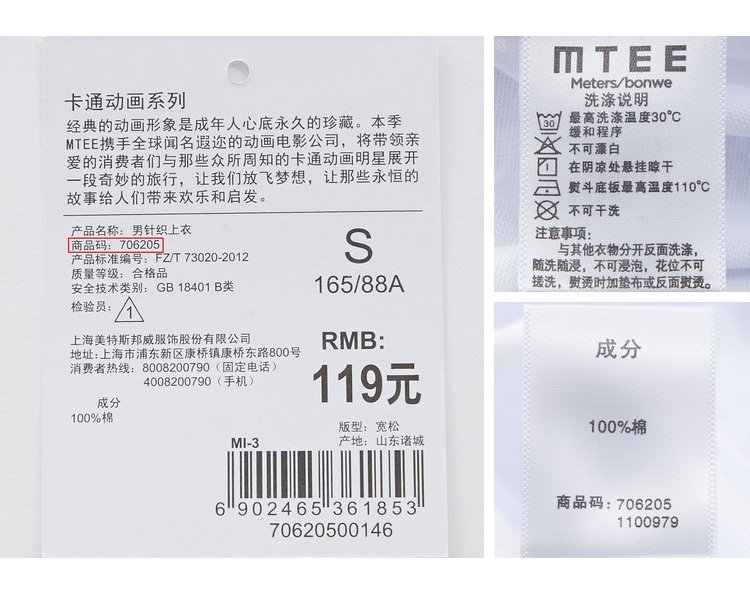 卡通动画系列
经典的动画形象是成年人心底永久的珍藏。本季
MTEE携手全球闻名遐迩的动画电影公司，将带领亲
爱的消费者们与那些众所周知的卡通动画明星展开
一段奇妙的旅行，让我们放飞梦想，让那些永恒的
故事给人们带来欢乐和启发。
产品名称：男针织上衣
商品码：706205
产品标准编号：FZ/T 73020-2012
质量等级：合格品
安全技术类别：GB 18401 B类
检验员：1
S
165/88A
上海美特斯邦威服饰股份有限公司
地址:上海市浦东新区康桥镇康桥东路800号
消费者热线：8008200790（固定电话）
4008200790（手机）
RMB:
119元
成分
100%棉
版型：宽松
产地：山东诸城
MI-3
6 902465 361853
70620500146
MTEE
Meters/bonwe
洗涤说明
30 最高洗涤温度30℃
缓和程序
不可漂白
在阴凉处悬挂晾干
熨斗底板最高温度110℃
不可干洗
注意事项:
与其他衣物分开反面洗涤,
随洗随浸，不可浸泡，花位不可
搓洗，熨烫时加垫布或反面熨烫。
成分
100%棉
商品码：706205
1100979